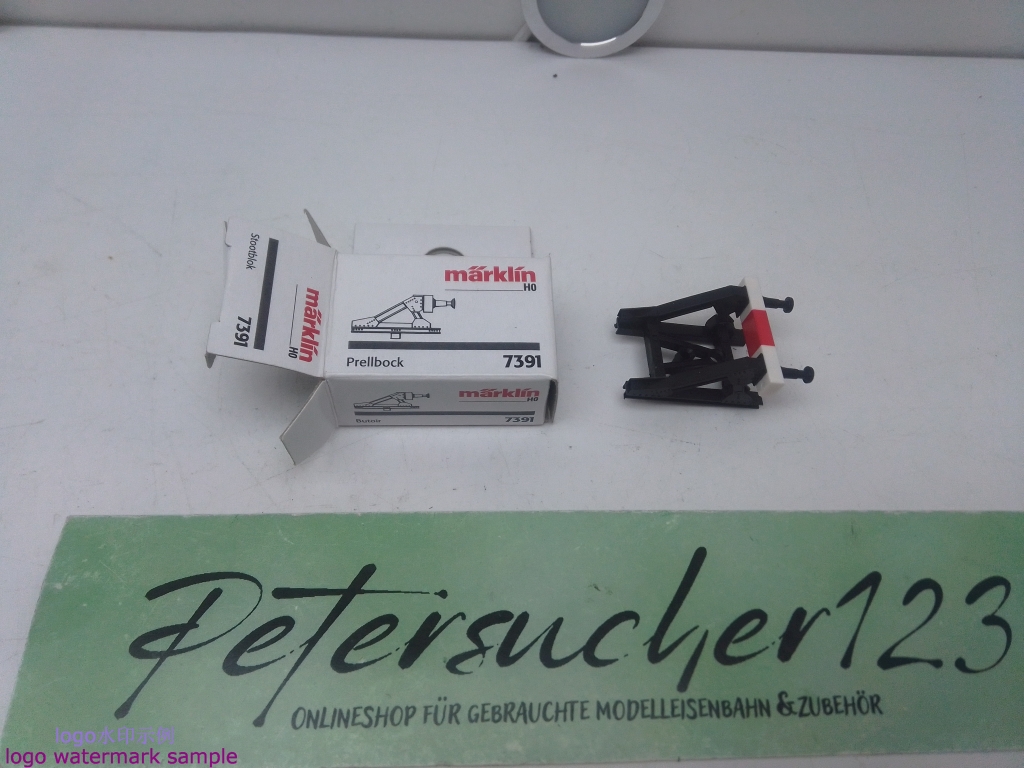 Stootblok
7391
märklin
H0
märklin
H0
Prellbock
7391
märklin
H0
Butoir
7391
Petersucher123
ONLINESHOP FÜR GEBRAUCHTE MODELLEISENBAHN & ZUBEHÖR
logo水印示例
logo watermark sample